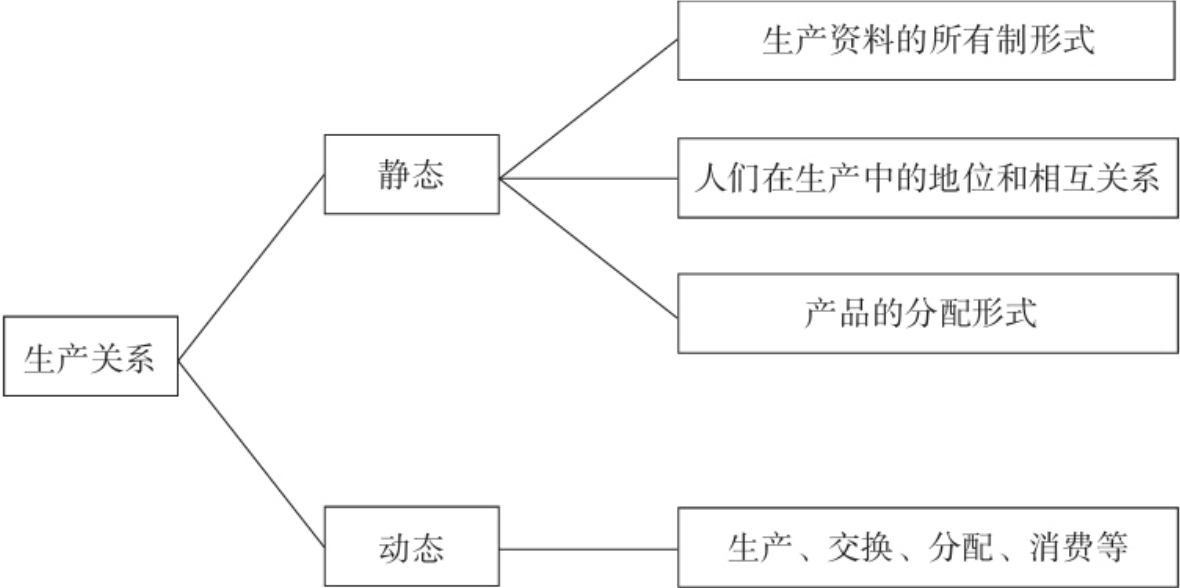 生产资料的所有制形式
静态
人们在生产中的地位和相互关系
产品的分配形式
生产关系
动态
生产、交换、分配、消费等